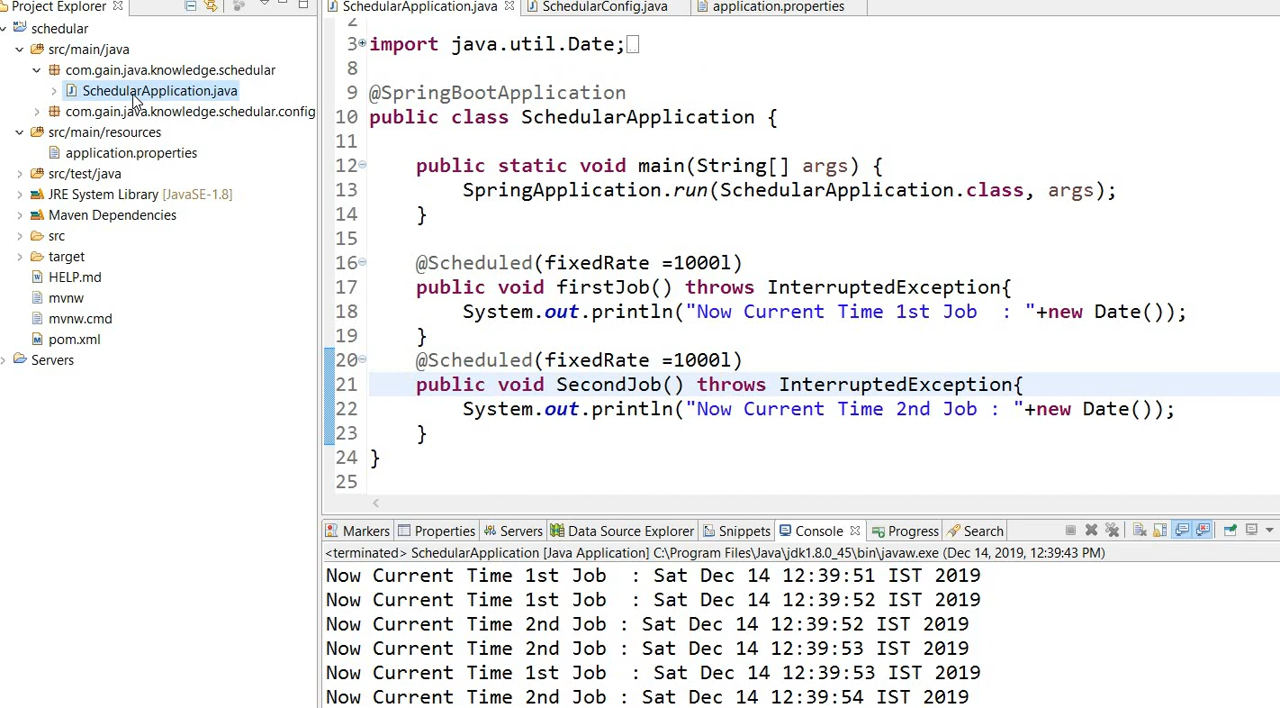 Project Explorer
schedular
src/main/java
com.gain.java.knowledge.schedular
SchedularApplication.java
com.gain.java.knowledge.schedular.config
src/main/resources
application.properties
src/test/java
JRE System Library [JavaSE-1.8]
Maven Dependencies
src
target
HELP.md
mvnw
mvnw.cmd
pom.xml
Servers
SchedularApplication.java SchedularConfig.java application.properties
2
3 import java.util.Date;
8
9 @SpringBootApplication
10 public class SchedularApplication {
11
12 public static void main(String[] args) {
13 SpringApplication.run(SchedularApplication.class, args);
14 }
15
16 @Scheduled(fixedRate =1000l)
17 public void firstJob() throws InterruptedException{
18 System.out.println("Now Current Time 1st Job  : "+new Date());
19 }
20 @Scheduled(fixedRate =1000l)
21 public void SecondJob() throws InterruptedException{
22 System.out.println("Now Current Time 2nd Job : "+new Date());
23 }
24 }
25
Markers Properties Servers Data Source Explorer Snippets Console Progress Search
<terminated> SchedularApplication [Java Application] C:\Program Files\Java\jdk1.8.0_45\bin\javaw.exe (Dec 14, 2019, 12:39:43 PM)
Now Current Time 1st Job  : Sat Dec 14 12:39:51 IST 2019
Now Current Time 1st Job  : Sat Dec 14 12:39:52 IST 2019
Now Current Time 2nd Job : Sat Dec 14 12:39:52 IST 2019
Now Current Time 2nd Job : Sat Dec 14 12:39:53 IST 2019
Now Current Time 1st Job  : Sat Dec 14 12:39:53 IST 2019
Now Current Time 2nd Job : Sat Dec 14 12:39:54 IST 2019